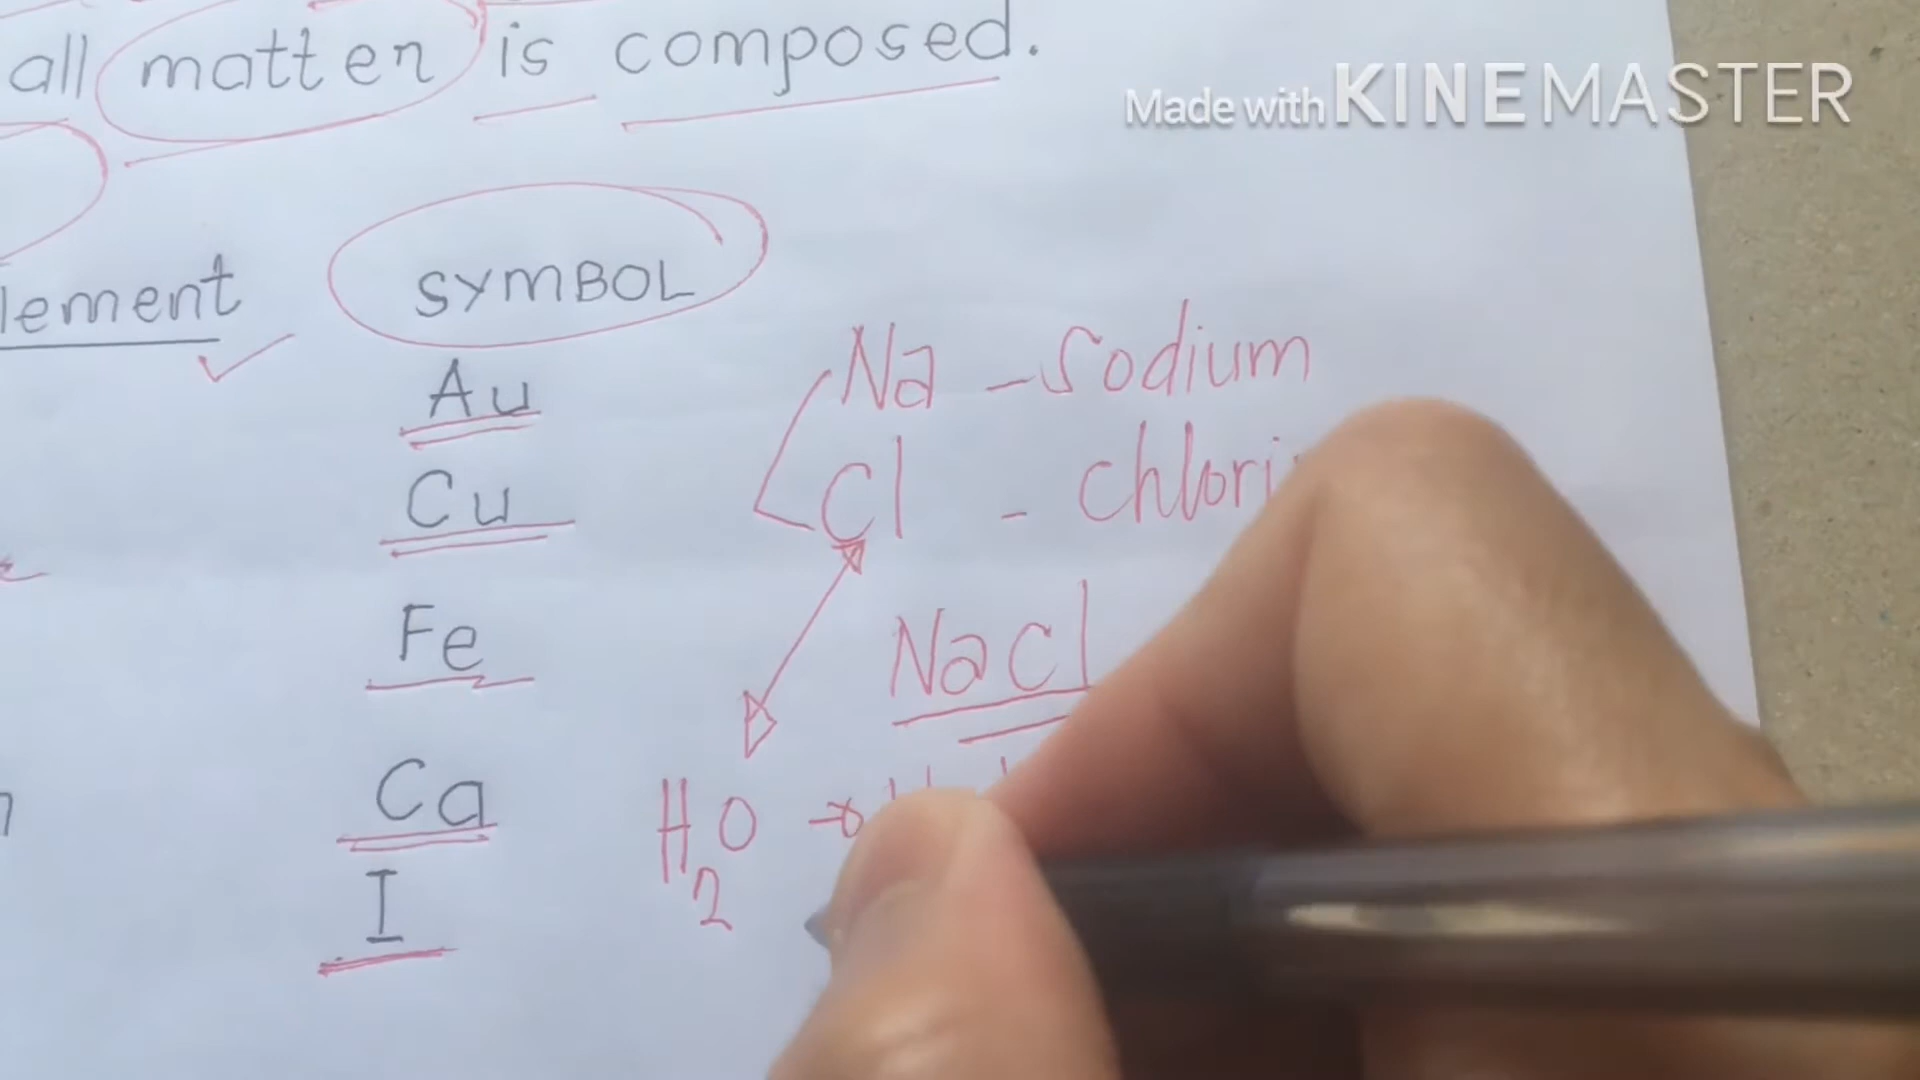 all matter is composed.
Made with KINEMASTER
lement SYMBOL
Au
Na - Sodium
Cu
Cl - chlori
Fe
NaCl
Ca
H2O
I